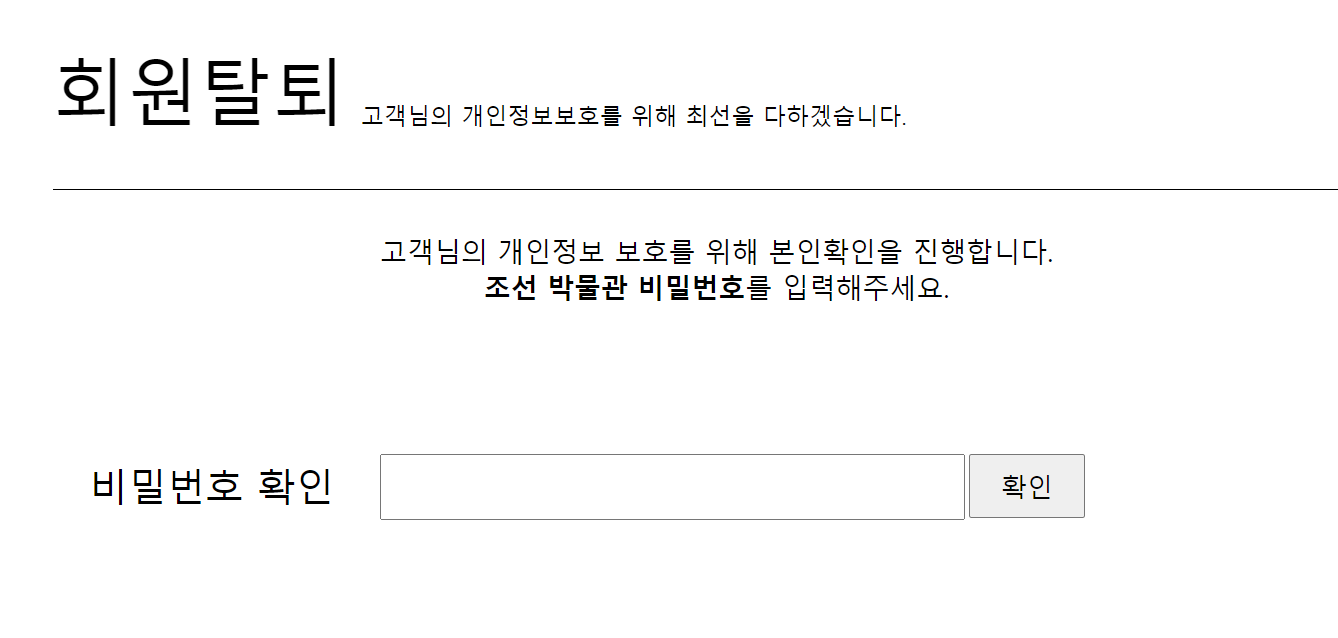 회원탈퇴 고객님의 개인정보보호를 위해 최선을 다하겠습니다.
고객님의 개인정보 보호를 위해 본인확인을 진행합니다.
조선 박물관 비밀번호를 입력해주세요.
비밀번호 확인 확인